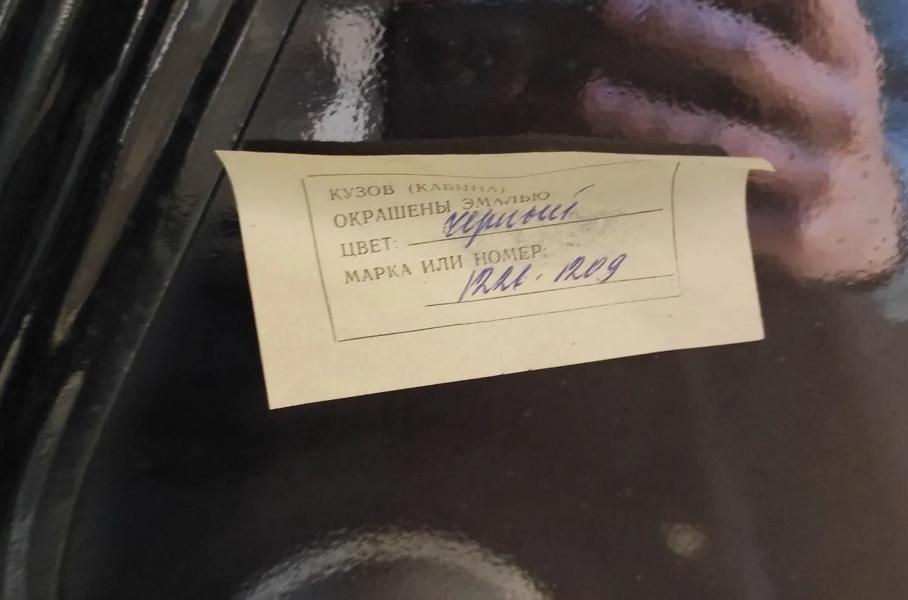 КУЗОВ (КАБИНА)
ОКРАШЕНЫ ЭМАЛЬЮ
ЦВЕТ: черный
МАРКА ИЛИ НОМЕР:
1209